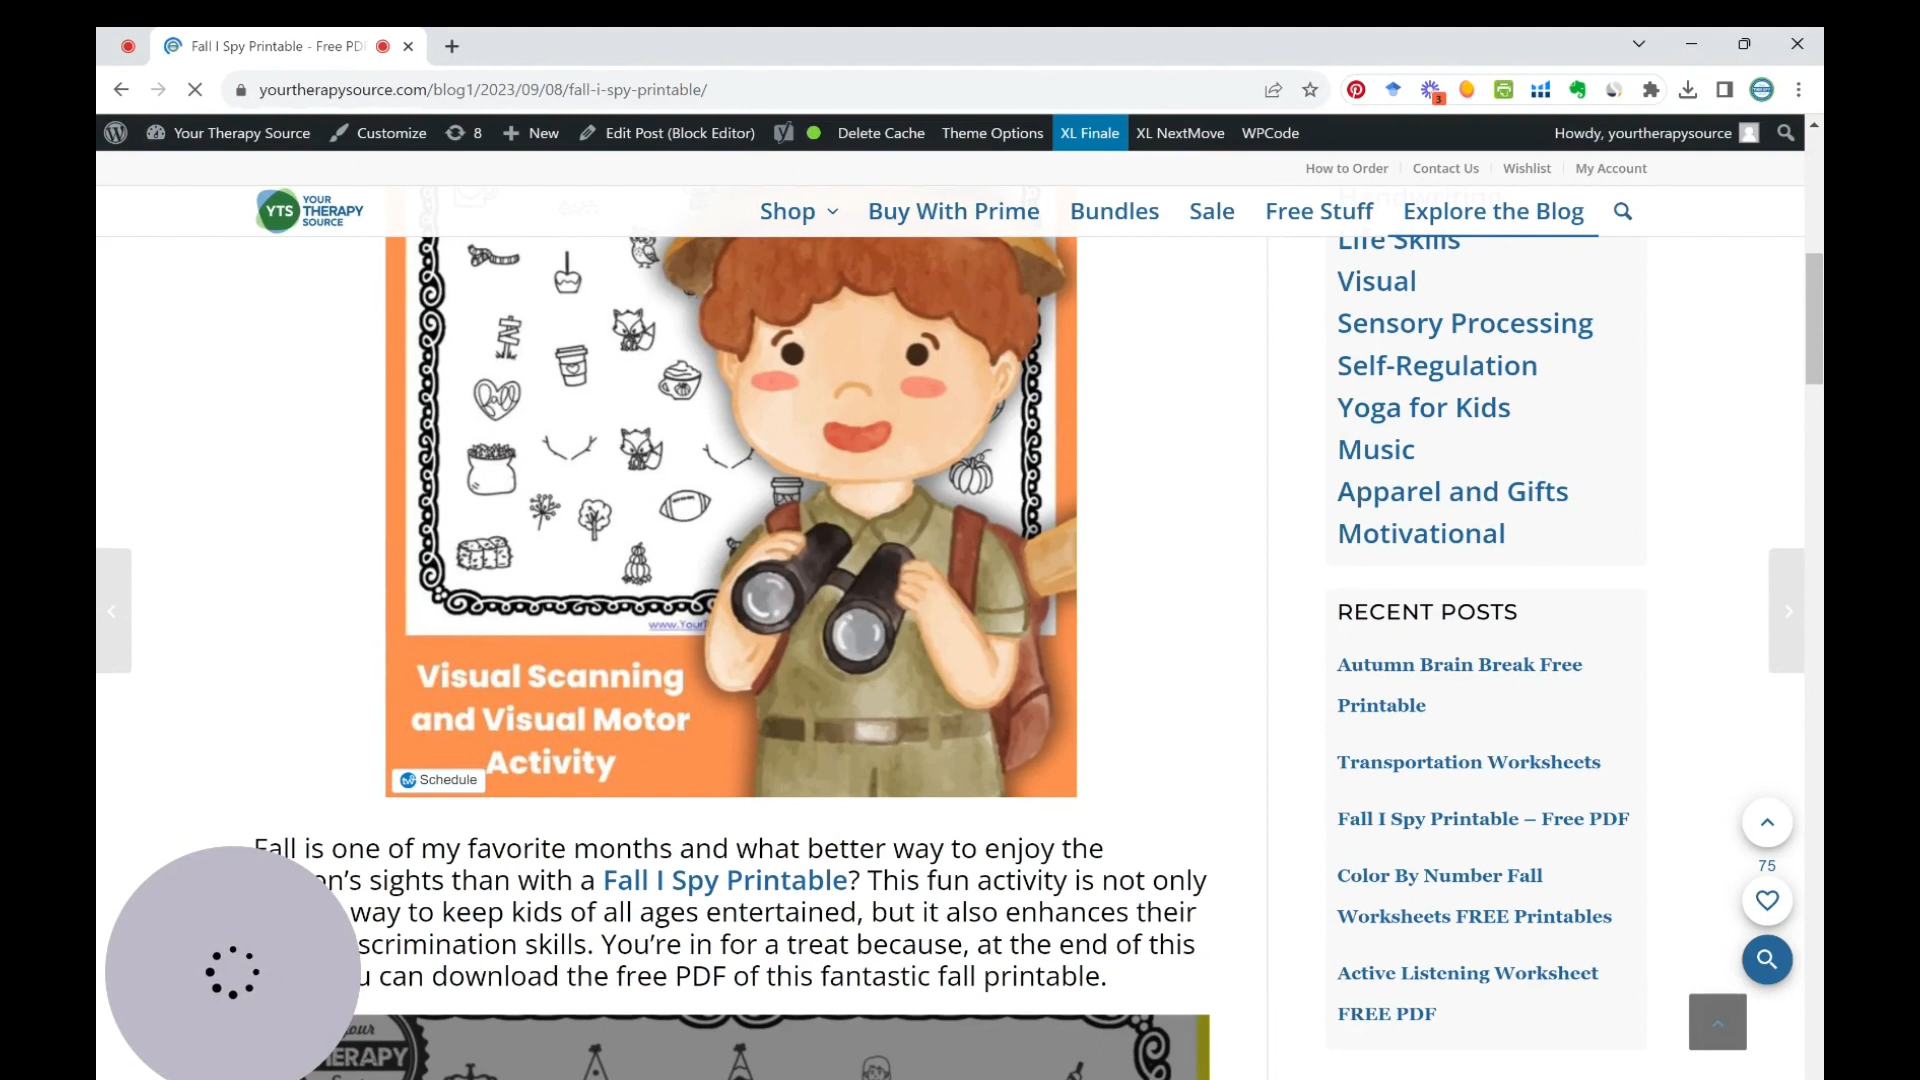 Fall I Spy Printable - Free PD
yourtherapysource.com/blog1/2023/09/08/fall-i-spy-printable/
3
Your Therapy Source
Customize
8
New
Edit Post (Block Editor)
Delete Cache
Theme Options
XL Finale
XL NextMove
WPCode
Howdy, yourtherapysource
How to Order
Contact Us
Wishlist
My Account
YTS
YOUR
THERAPY
SOURCE
Shop
Buy With Prime
Bundles
Sale
Free Stuff
Explore the Blog
Handwriting
Life Skills
Visual
Sensory Processing
Self-Regulation
Yoga for Kids
Music
Apparel and Gifts
Motivational
www.YourT
Visual Scanning
and Visual Motor
Activity
Schedule
Fall is one of my favorite months and what better way to enjoy the
on's sights than with a Fall I Spy Printable? This fun activity is not only
way to keep kids of all ages entertained, but it also enhances their
scrimination skills. You're in for a treat because, at the end of this
u can download the free PDF of this fantastic fall printable.
your
ERAPY
RECENT POSTS
Autumn Brain Break Free
Printable
Transportation Worksheets
Fall I Spy Printable – Free PDF
Color By Number Fall
Worksheets FREE Printables
Active Listening Worksheet
FREE PDF
75